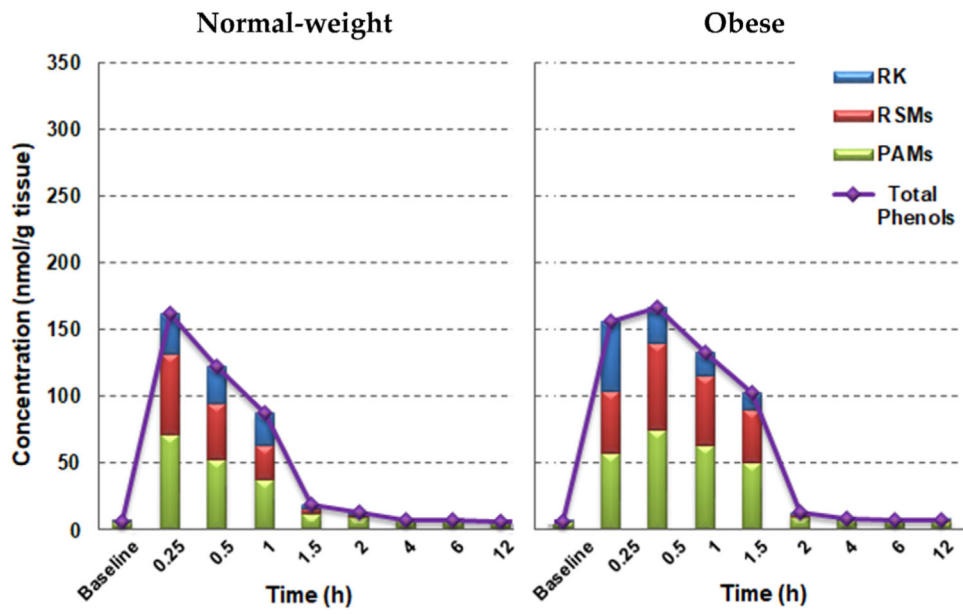 Normal-weight
Obese
Concentration (nmol/g tissue)
350
300
250
200
150
100
50
0
Baseline
0.25
0.5
1
1.5
2
4
6
12
Time (h)
RK
RSMs
PAMs
Total
Phenols
Baseline
0.25
0.5
1
1.5
2
4
6
12
Time (h)